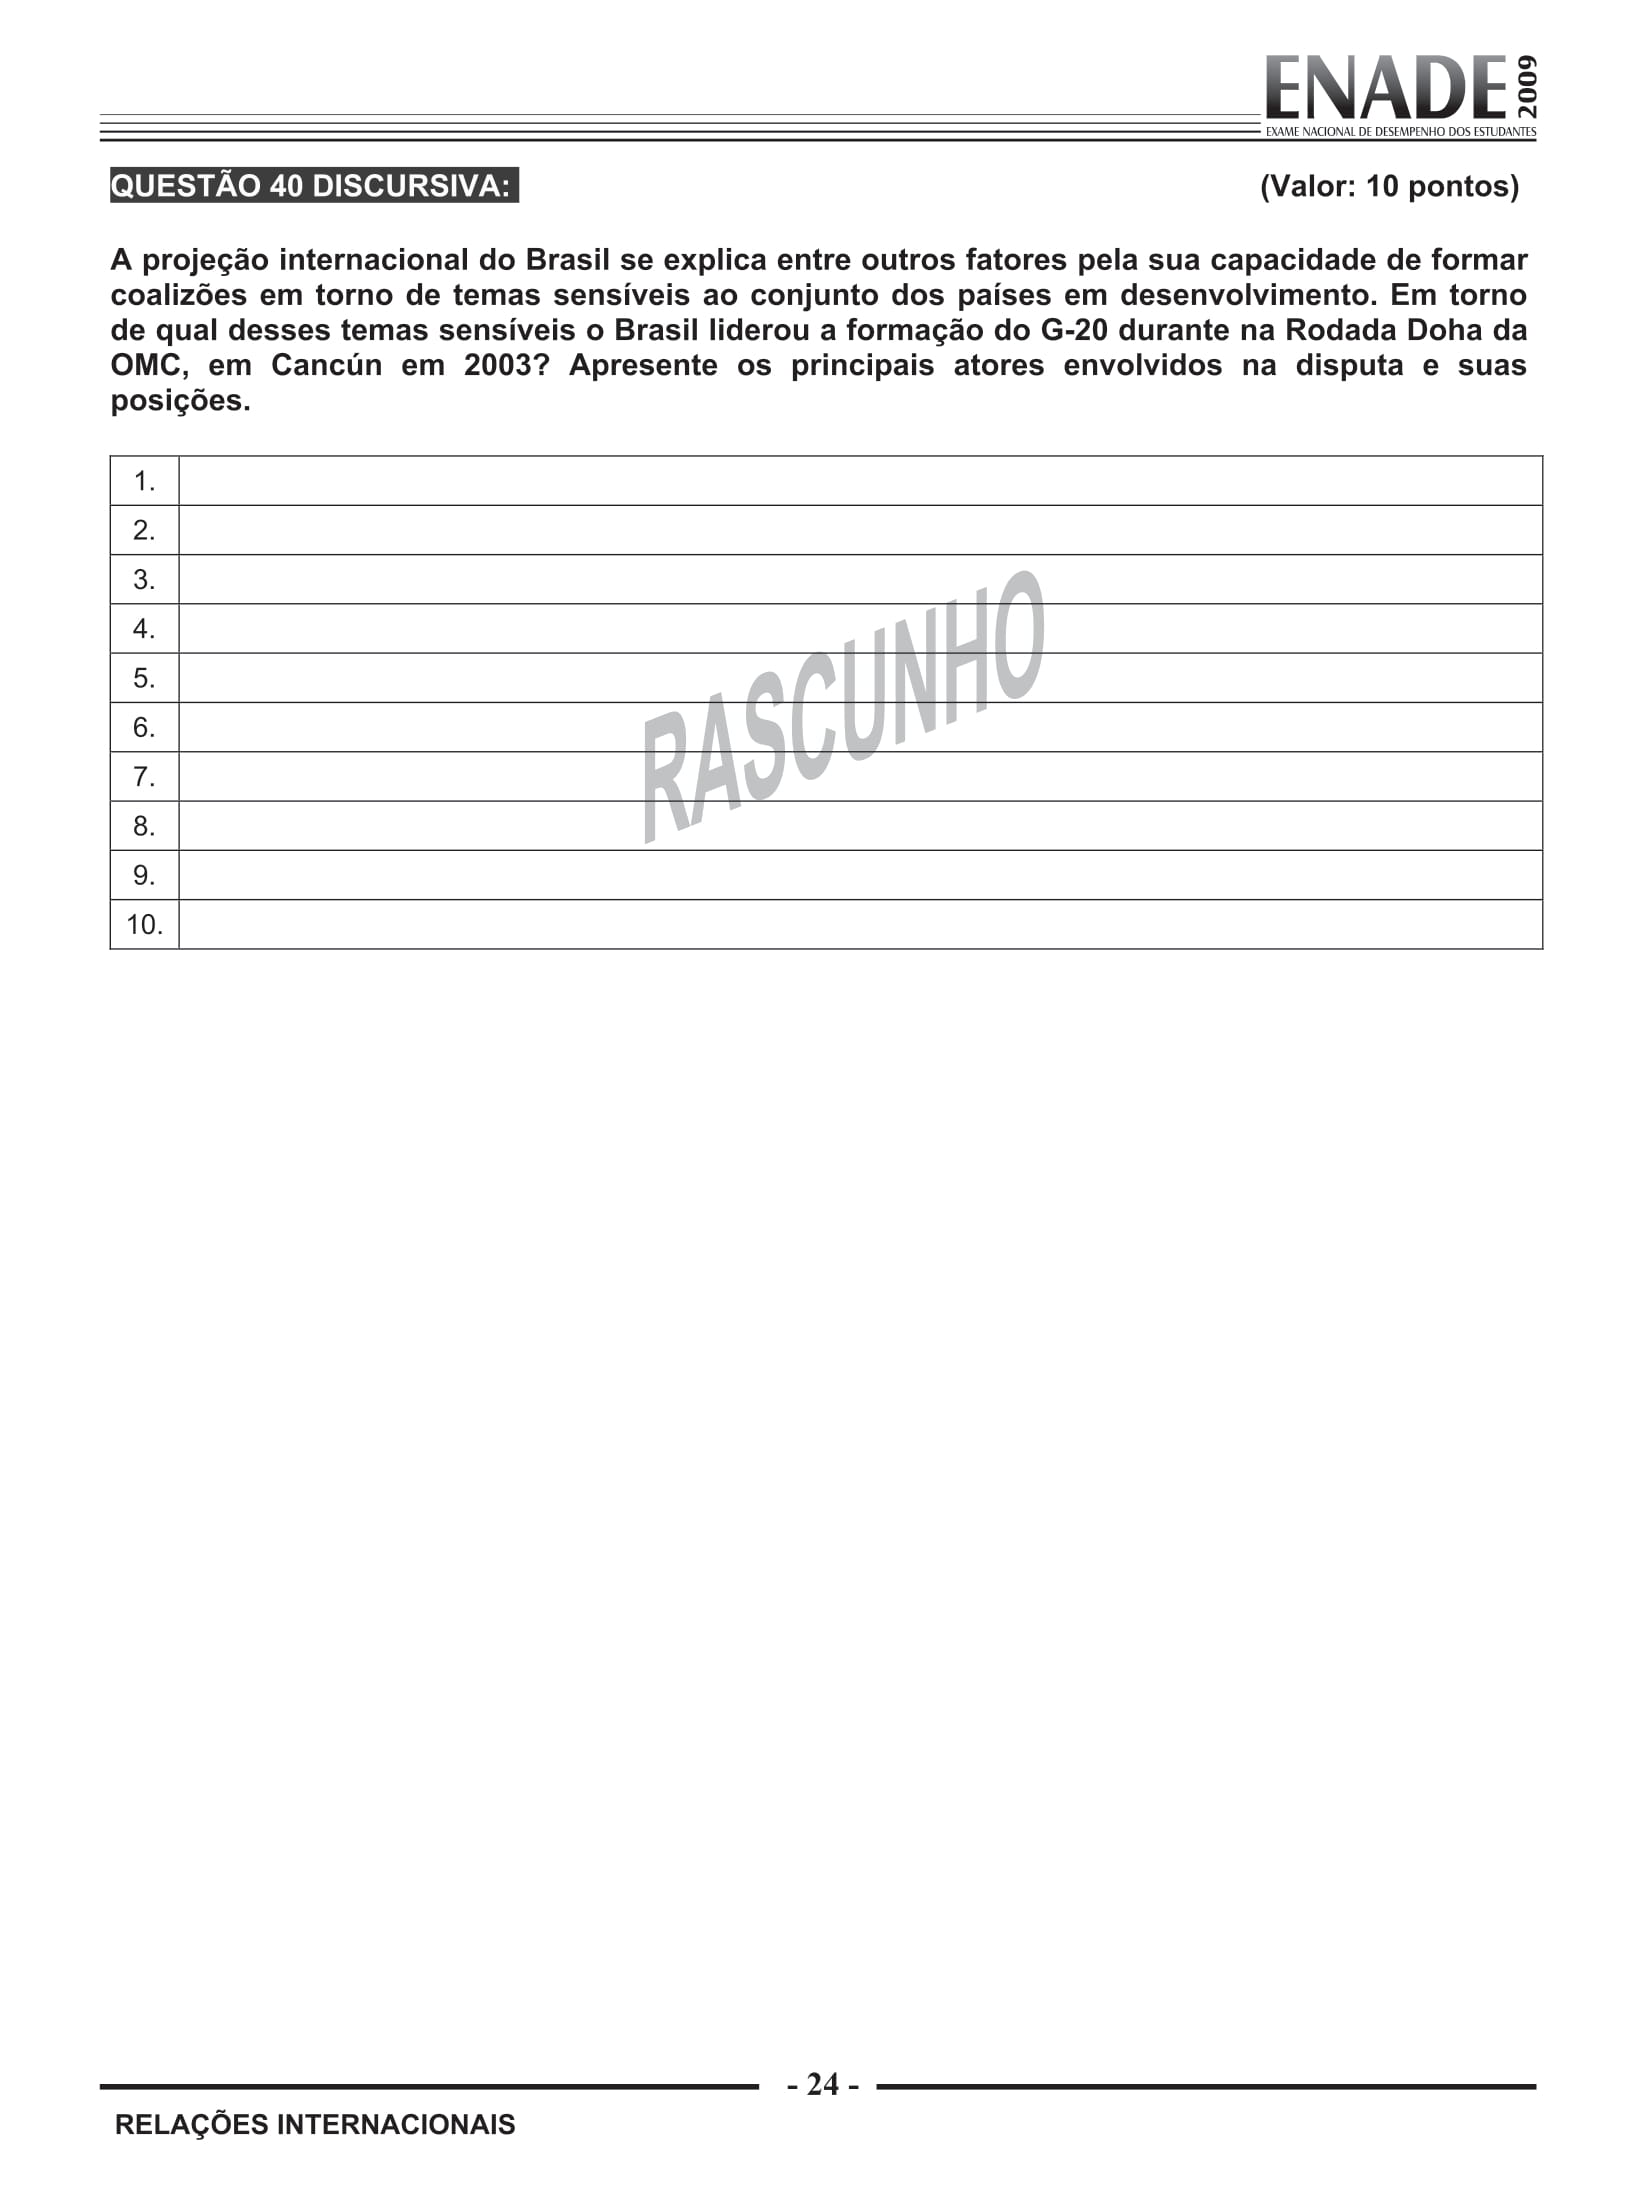 ENADE 2009
EXAME NACIONAL DE DESEMPENHO DOS ESTUDANTES
QUESTÃO 40 DISCURSIVA: (Valor: 10 pontos)
A projeção internacional do Brasil se explica entre outros fatores pela sua capacidade de formar
coalizões em torno de temas sensíveis ao conjunto dos países em desenvolvimento. Em torno
de qual desses temas sensíveis o Brasil liderou a formação do G-20 durante na Rodada Doha da
OMC, em Cancún em 2003? Apresente os principais atores envolvidos na disputa e suas
posições.
1.
2.
3.
4.
5.
6.
7.
8.
9.
10.
RASCUNHO
- 24 -
RELAÇÕES INTERNACIONAIS